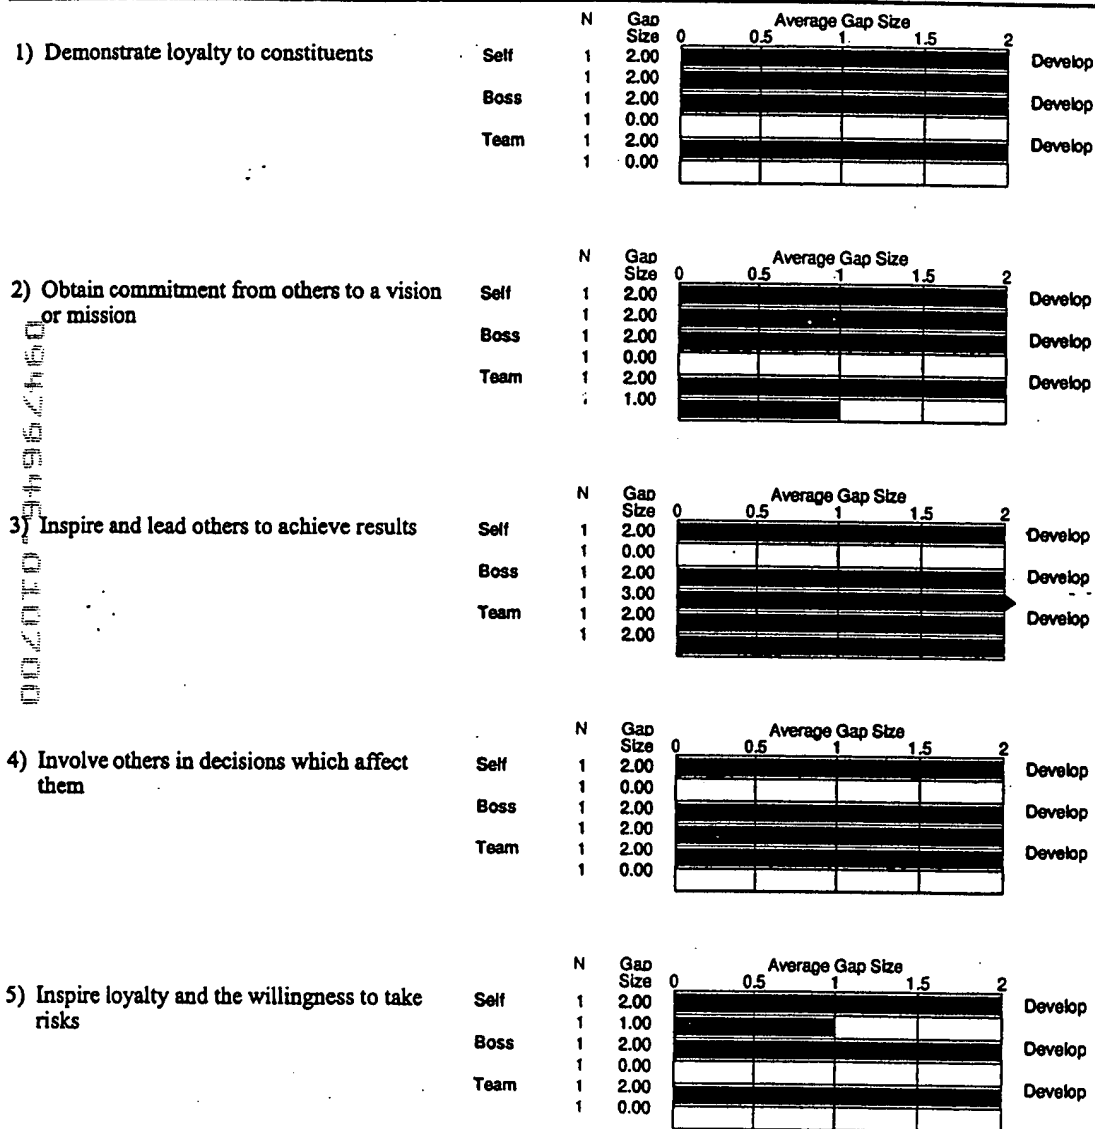 N Gap Average Gap Size
Size 0 0.5 1 1.5 2
1) Demonstrate loyalty to constituents Self 1 2.00 Develop
1 2.00
Boss 1 2.00 Develop
1 0.00
Team 1 2.00 Develop
1 0.00
N Gap Average Gap Size
Size 0 0.5 1 1.5 2
2) Obtain commitment from others to a vision Self 1 2.00 Develop
or mission 1 2.00
Boss 1 2.00 Develop
1 0.00
Team 1 2.00 Develop
1.00
N Gap Average Gap Size
Size 0 0.5 1 1.5 2
3) Inspire and lead others to achieve results Self 1 2.00 Develop
1 0.00
Boss 1 2.00 Develop
1 3.00
Team 1 2.00 Develop
1 2.00
N Gap Average Gap Size
Size 0 0.5 1 1.5 2
4) Involve others in decisions which affect Self 1 2.00 Develop
them 1 0.00
Boss 1 2.00 Develop
1 2.00
Team 1 2.00 Develop
1 0.00
N Gap Average Gap Size
Size 0 0.5 1 1.5 2
5) Inspire loyalty and the willingness to take Self 1 2.00 Develop
risks 1 1.00
Boss 1 2.00 Develop
1 0.00
Team 1 2.00 Develop
1 0.00